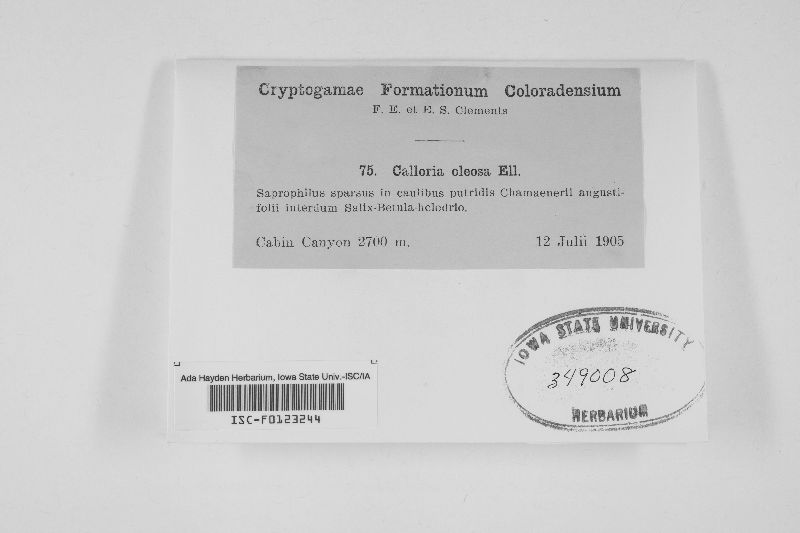 Cryptogamae Formationum Coloradensium
F. E. et E. S. Clements
75. Calloria oleosa Ell.
Saprophilus sparsus in caulibus putridis Chamaenerii augusti-
folii interdum Salix-Betula-helodrio.
Cabin Canyon 2700 m. 12 Julii 1905
IOWA STATE UNIVERSITY
349008
HERBARIUM
Ada Hayden Herbarium, Iowa State Univ.-ISC/IA
ISC-F0123244